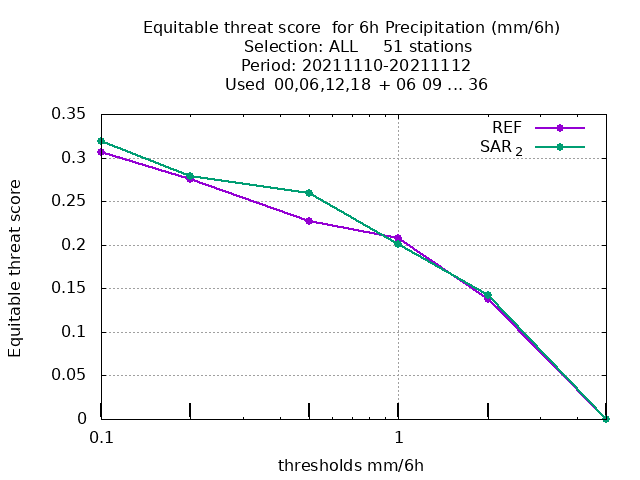 Equitable threat score  for 6h Precipitation (mm/6h)
Selection: ALL     51 stations
Period: 20211110-20211112
Used  00,06,12,18  + 06 09 ... 36
0.35
0.3
0.25
0.2
0.15
0.1
0.05
0
Equitable threat score
REF
SAR 2
0.1
1
thresholds mm/6h